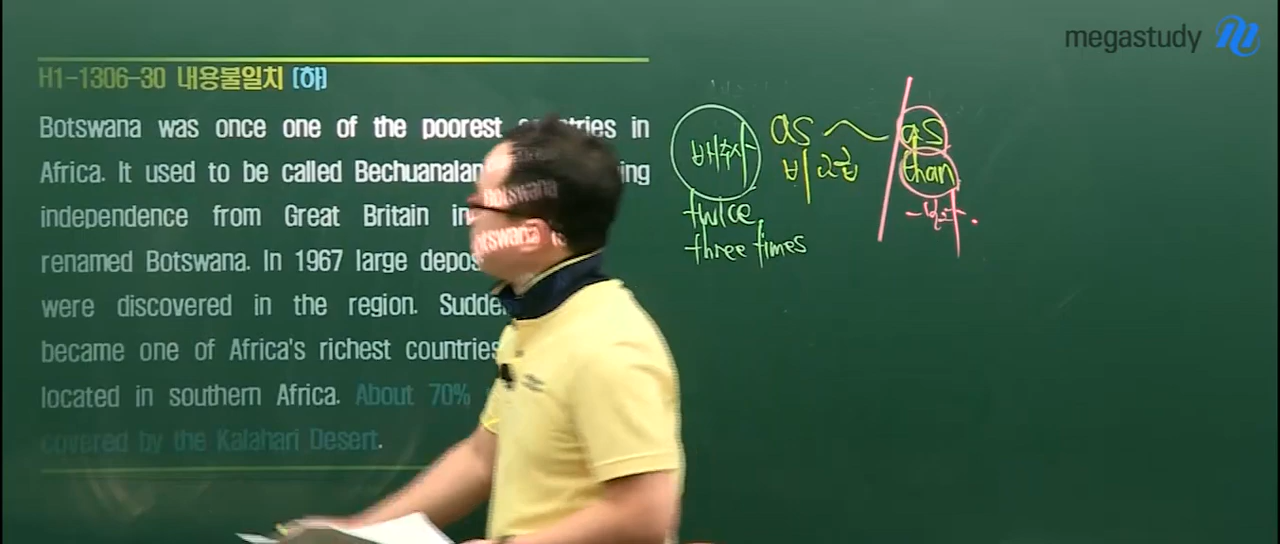 megastudy
H1-1306-30 내용불일치 [하]
Botswana was once one of the poorest countries in
Africa. It used to be called Bechuanalan ing
independence from Great Britain in
renamed Botswana. In 1967 large depos
were discovered in the region. Sudde
became one of Africa's richest countries
located in southern Africa. About 70%
covered by the Kalahari Desert.
배수사 as as
비교급 than
twice
three times